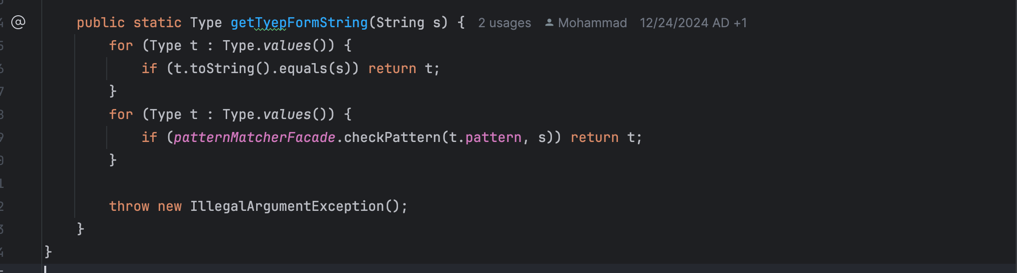 public static Type getTyepFormString(String s) { 2 usages Mohammad 12/24/2024 AD +1
for (Type t : Type.values()) {
if (t.toString().equals(s)) return t;
}
for (Type t : Type.values()) {
if (patternMatcherFacade.checkPattern(t.pattern, s)) return t;
}
throw new IllegalArgumentException();
}
}